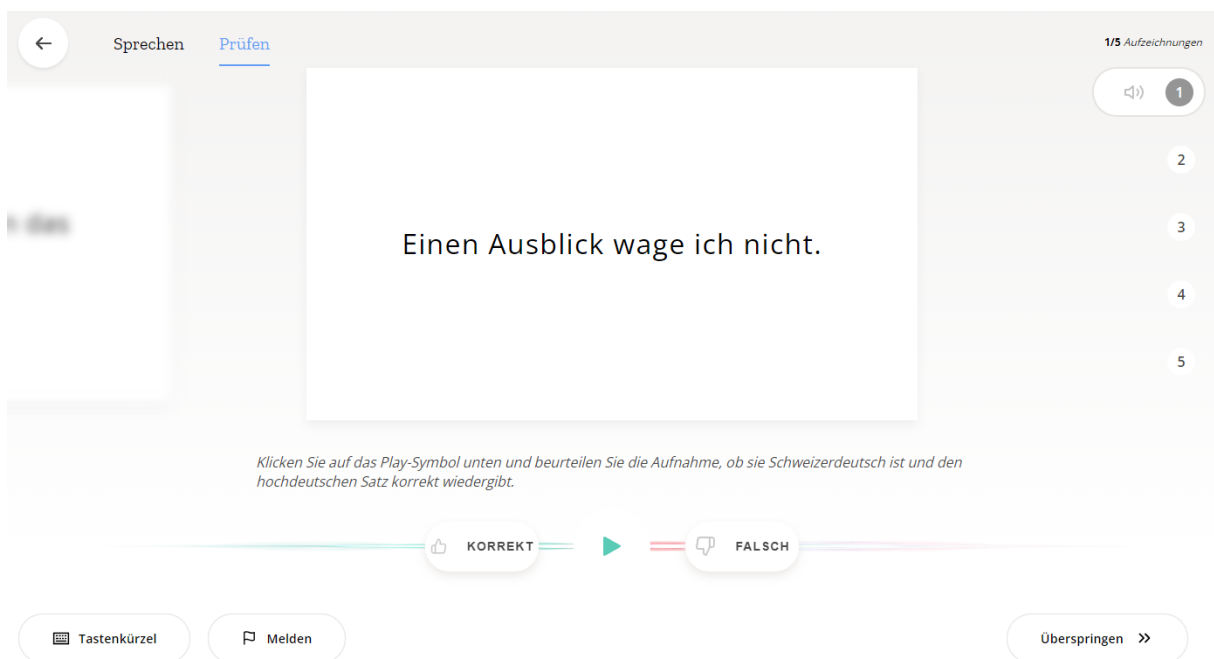 Sprechen Prüfen
1/5 Aufzeichnungen
1
2
das
3
Einen Ausblick wage ich nicht.
4
5
Klicken Sie auf das Play-Symbol unten und beurteilen Sie die Aufnahme, ob sie Schweizerdeutsch ist und den
hochdeutschen Satz korrekt wiedergibt.
KORREKT FALSCH
Tastenkürzel Melden Überspringen